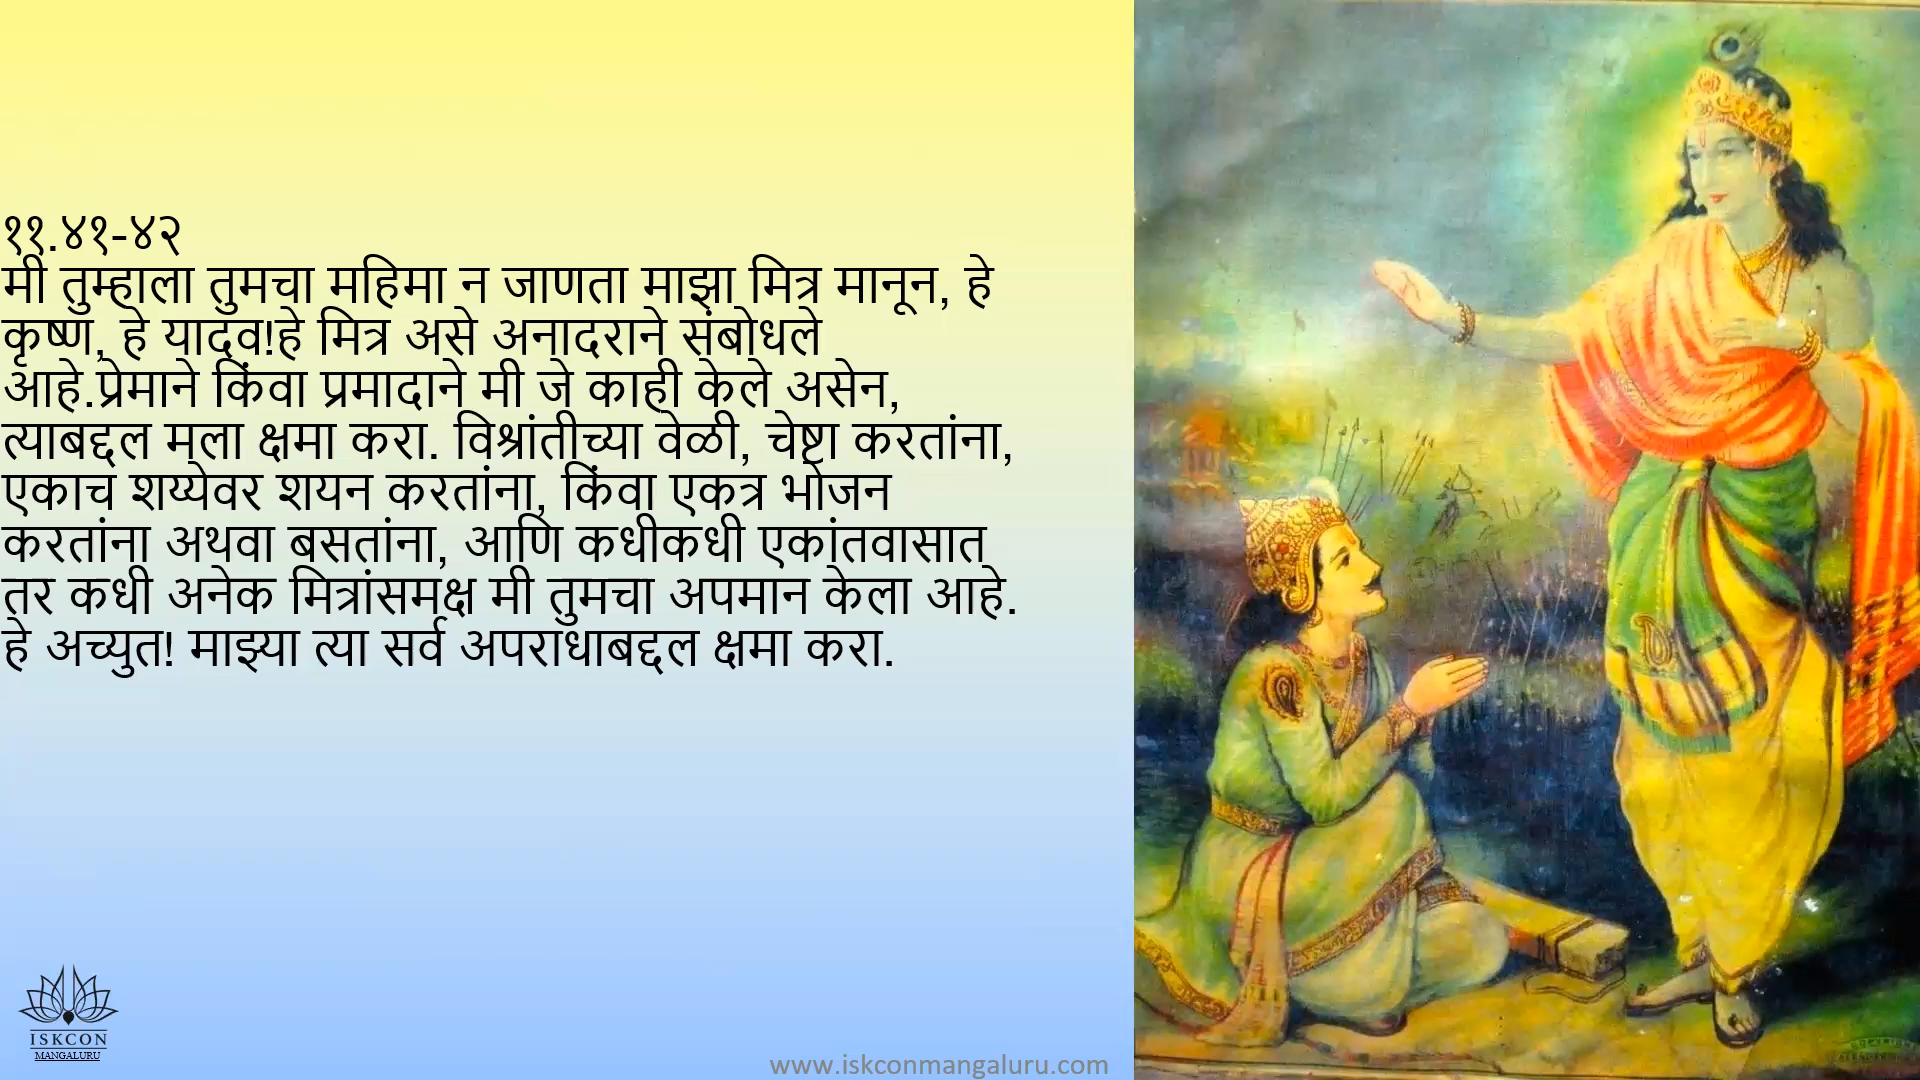 ११.४१-४२
मी तुम्हाला तुमचा महिमा न जाणता माझा मित्र मानून, हे
कृष्ण, हे यादव!हे मित्र असे अनादराने संबोधले
आहे.प्रेमाने किंवा प्रमादाने मी जे काही केले असेन,
त्याबद्दल मला क्षमा करा. विश्रांतीच्या वेळी, चेष्टा करतांना,
एकाच शय्येवर शयन करतांना, किंवा एकत्र भोजन
करतांना अथवा बसतांना, आणि कधीकधी एकांतवासात
तर कधी अनेक मित्रांसमक्ष मी तुमचा अपमान केला आहे.
हे अच्युत! माझ्या त्या सर्व अपराधाबद्दल क्षमा करा.
ISKCON
MANGALURU
www.iskconmangaluru.com